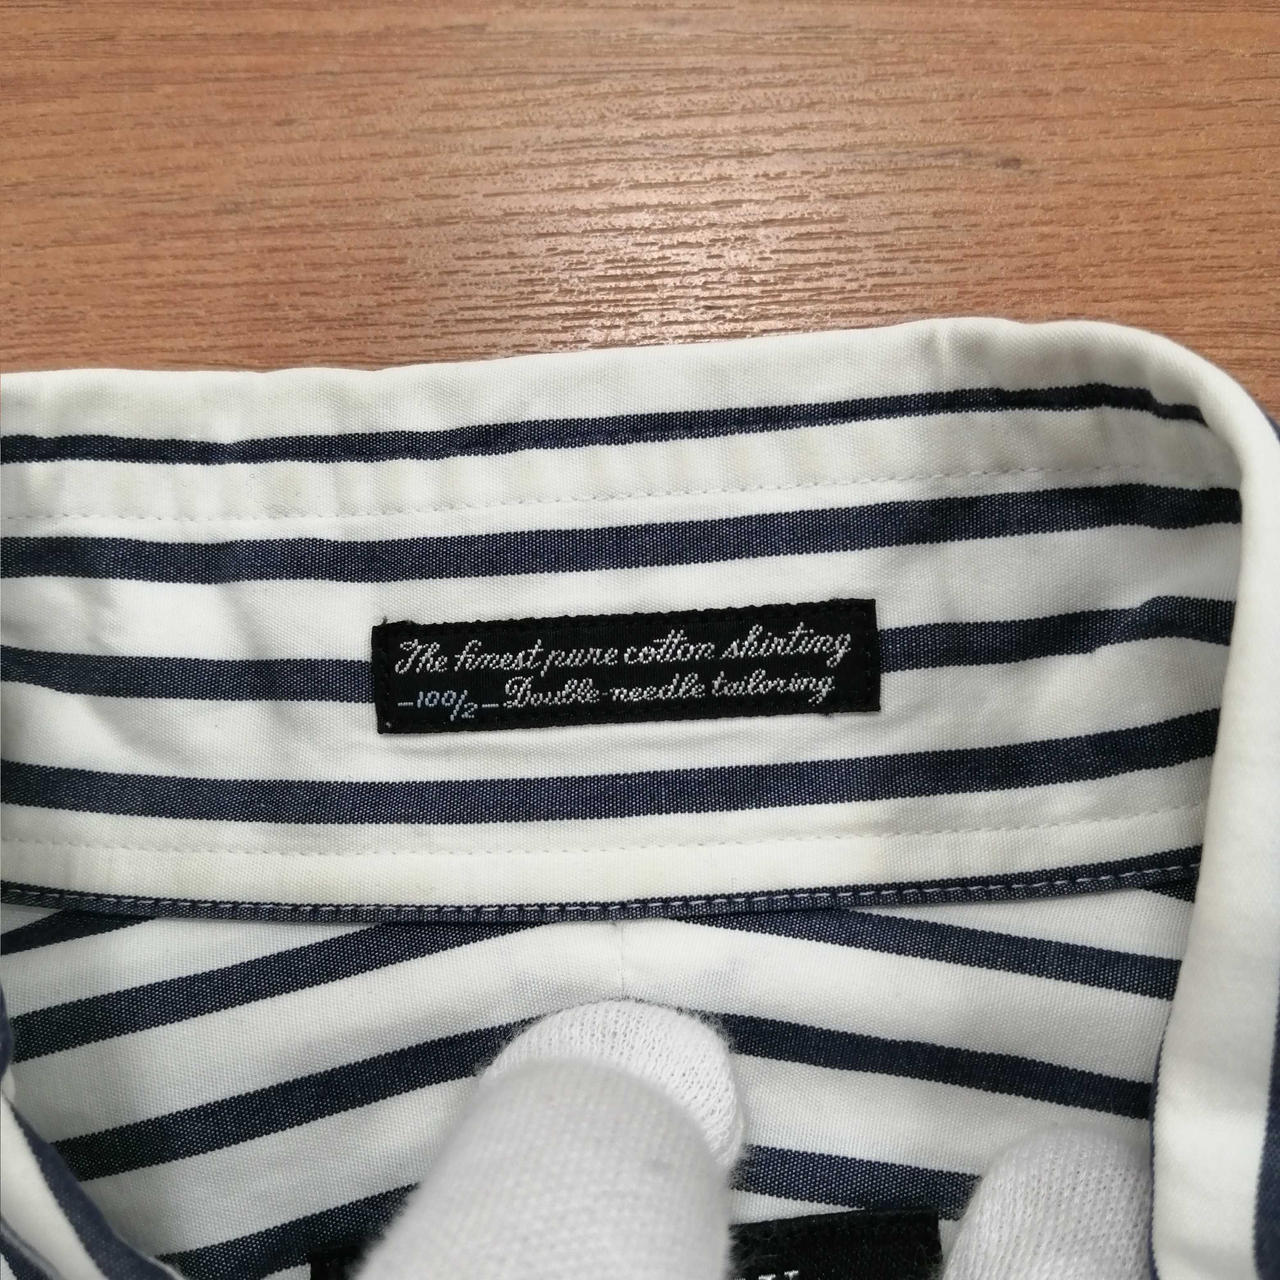 The finest pure cotton shirting
-100/2- Double-needle tailoring